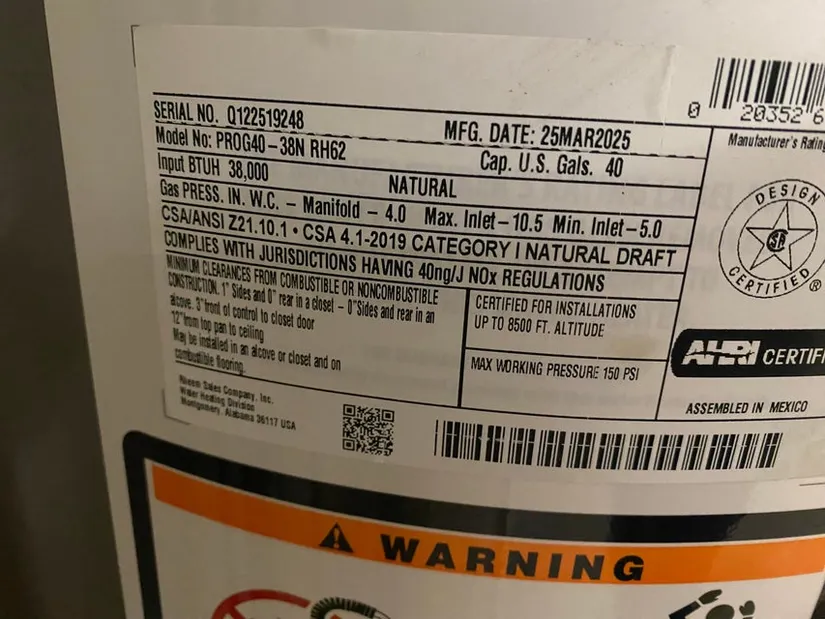 SERIAL NO. Q122519248
MFG. DATE: 25MAR2025
Model No: PROG40-38N RH62
Cap. U.S. Gals. 40
Input BTUH 38,000
NATURAL
Gas PRESS. IN. W.C. - Manifold - 4.0 Max. Inlet-10.5 Min. Inlet-5.0
CSA/ANSI Z21.10.1 • CSA 4.1-2019 CATEGORY I NATURAL DRAFT
COMPLIES WITH JURISDICTIONS HAVING 40ng/J NOx REGULATIONS
MINIMUM CLEARANCES FROM COMBUSTIBLE OR NONCOMBUSTIBLE
CONSTRUCTION. 1" Sides and 0" rear in a closet - 0"Sides and rear in an
alcove. 3"front of control to closet door
12"from top pan to ceiling
May be installed in an alcove or closet and on
combustible flooring.
CERTIFIED FOR INSTALLATIONS
UP TO 8500 FT. ALTITUDE
MAX WORKING PRESSURE 150 PSI
Rheem Sales Company, Inc.
Water Heating Division
Montgomery, Alabama 36117 USA
0 20352 6
Manufacturer's Rating
DESIGN
SA
CERTIFIED ®
AHRI CERTIFI
ASSEMBLED IN MEXICO
WARNING